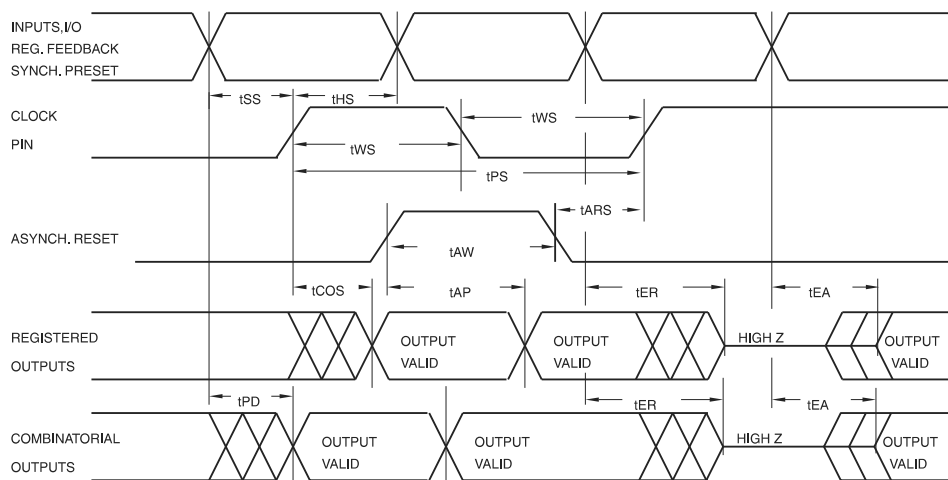 INPUTS,I/O
REG. FEEDBACK
SYNCH. PRESET
tSS
tHS
CLOCK
PIN
tWS
tWS
tPS
tARS
ASYNCH. RESET
tAW
tCOS
tAP
tER
tEA
REGISTERED
OUTPUTS
OUTPUT
VALID
OUTPUT
VALID
HIGH Z
OUTPUT
VALID
tPD
tER
tEA
COMBINATORIAL
OUTPUTS
OUTPUT
VALID
OUTPUT
VALID
HIGH Z
OUTPUT
VALID